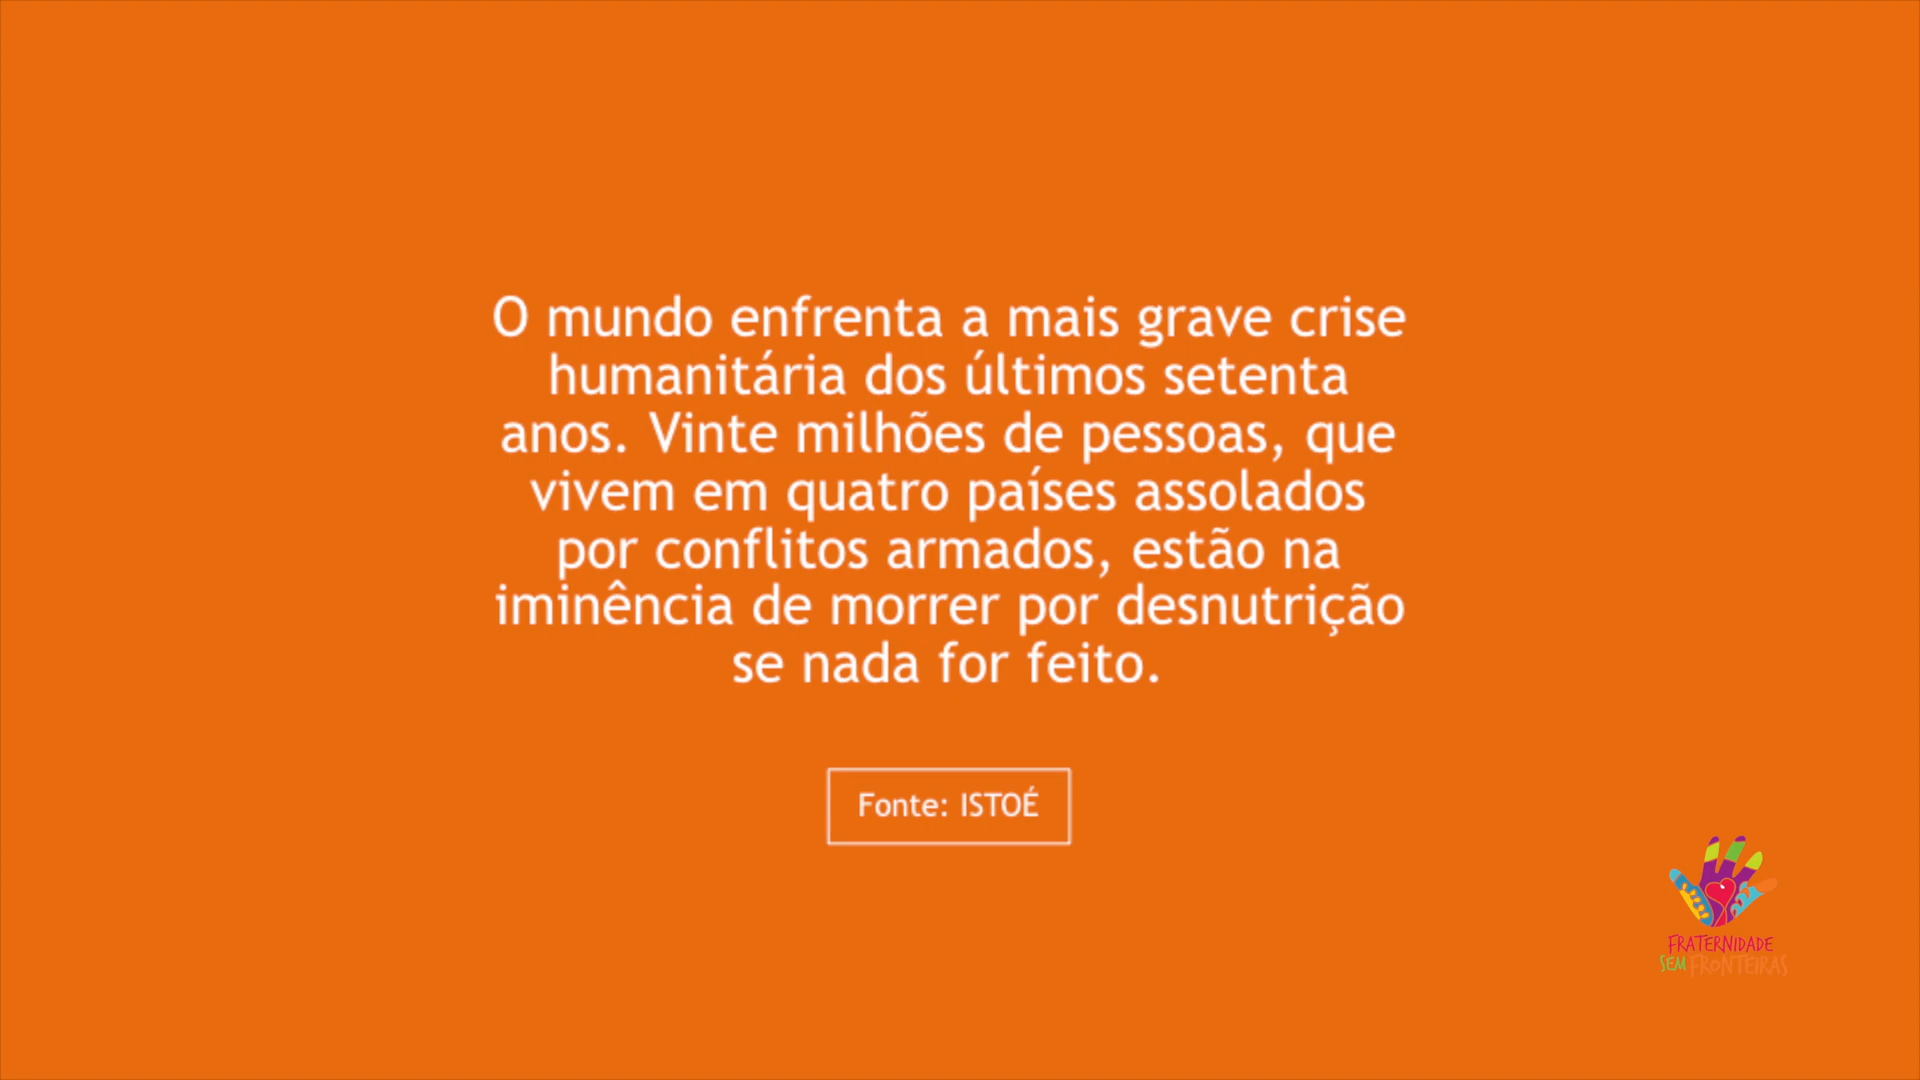 O mundo enfrenta a mais grave crise
humanitária dos últimos setenta
anos. Vinte milhões de pessoas, que
vivem em quatro países assolados
por conflitos armados, estão na
iminência de morrer por desnutrição
se nada for feito.
Fonte: ISTOÉ
FRATERNIDADE
SEM FRONTEIRAS